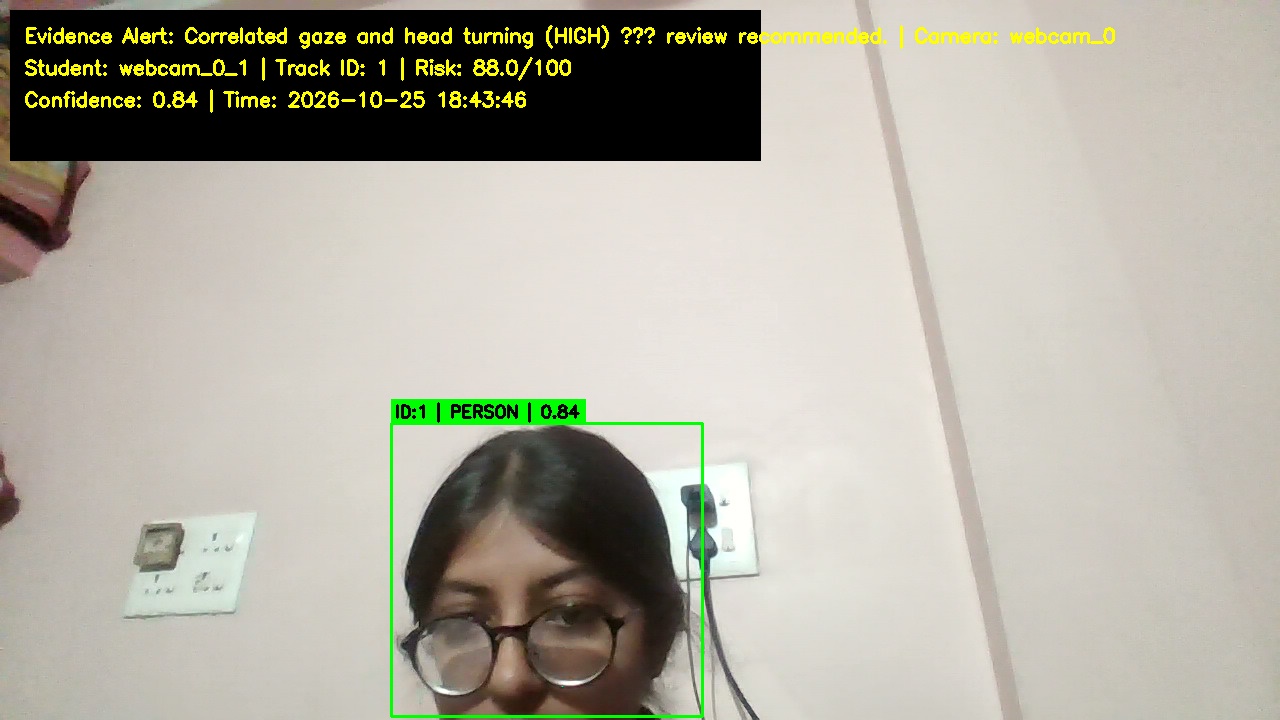 Evidence Alert: Correlated gaze and head turning (HIGH) ??? review recommended. | Camera: webcam_0
Student: webcam_0_1 | Track ID: 1 | Risk: 88.0/100
Confidence: 0.84 | Time: 2026-10-25 18:43:46
ID:1 | PERSON | 0.84